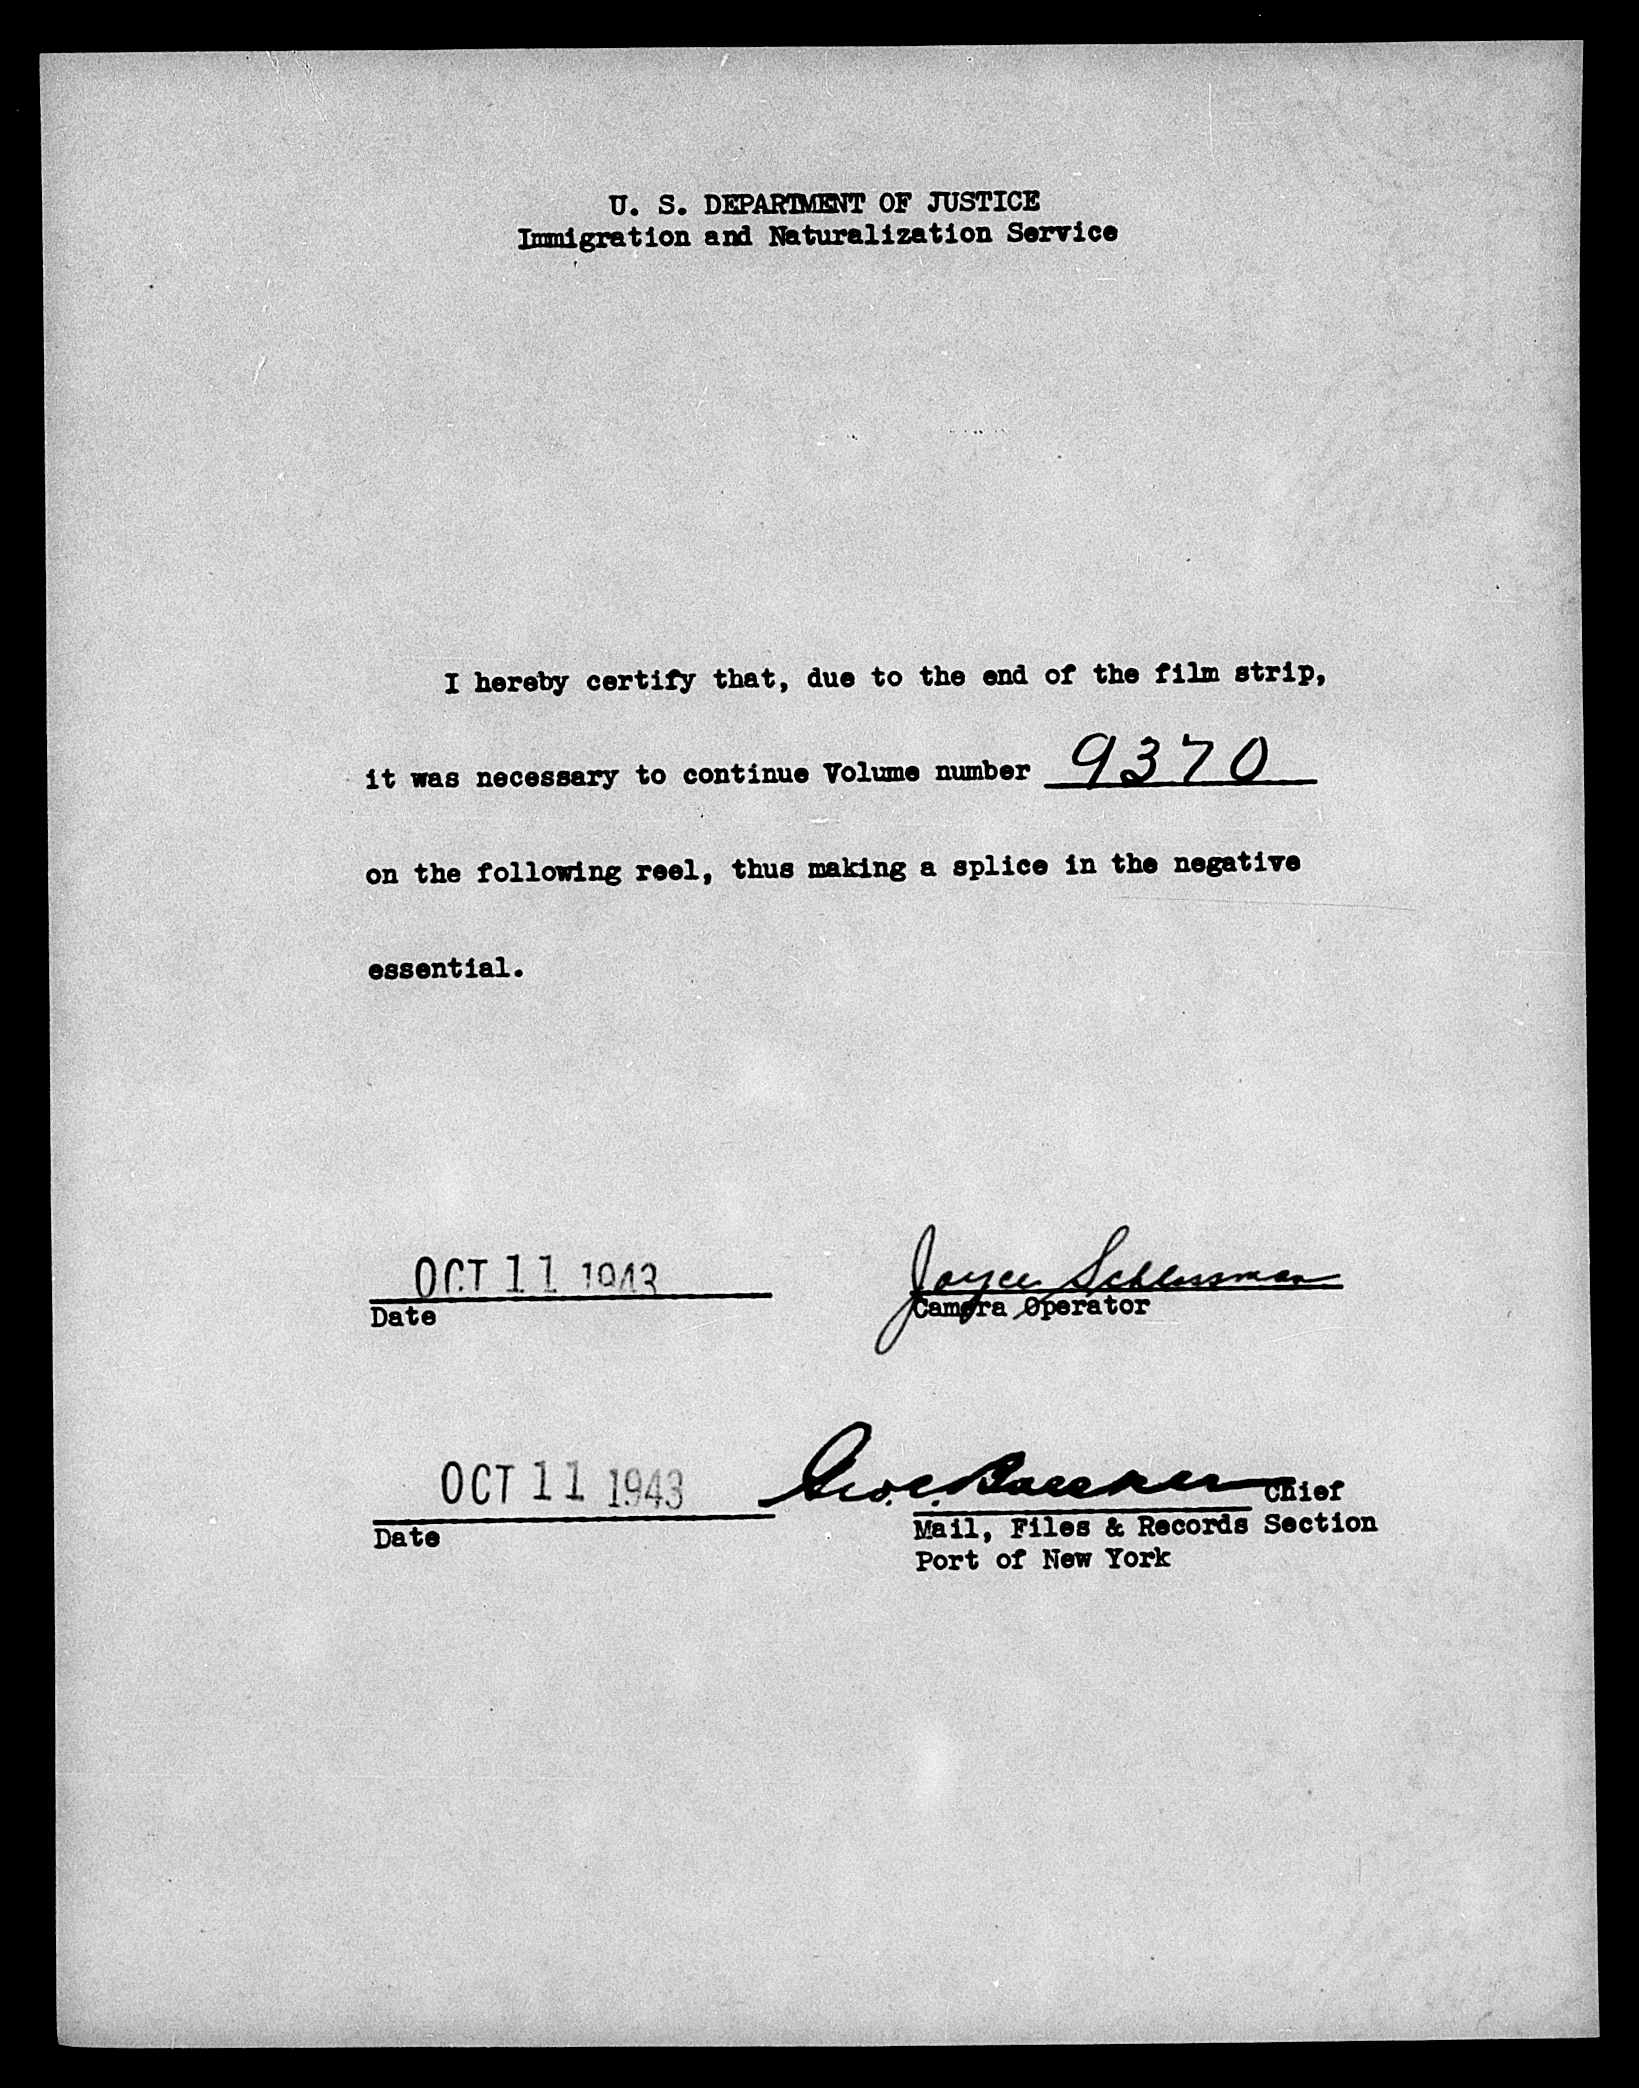 U. S. DEPARTMENT OF JUSTICE
Immigration and Naturalization Service
I hereby certify that, due to the end of the film strip,
it was necessary to continue Volume number 9370
on the following reel, thus making a splice in the negative
essential.
OCT 11 1943
Date
Joyce Schlussman
Camera Operator
OCT 11 1943
Date
Geo. C. Chief
Mail, Files & Records Section
Port of New York